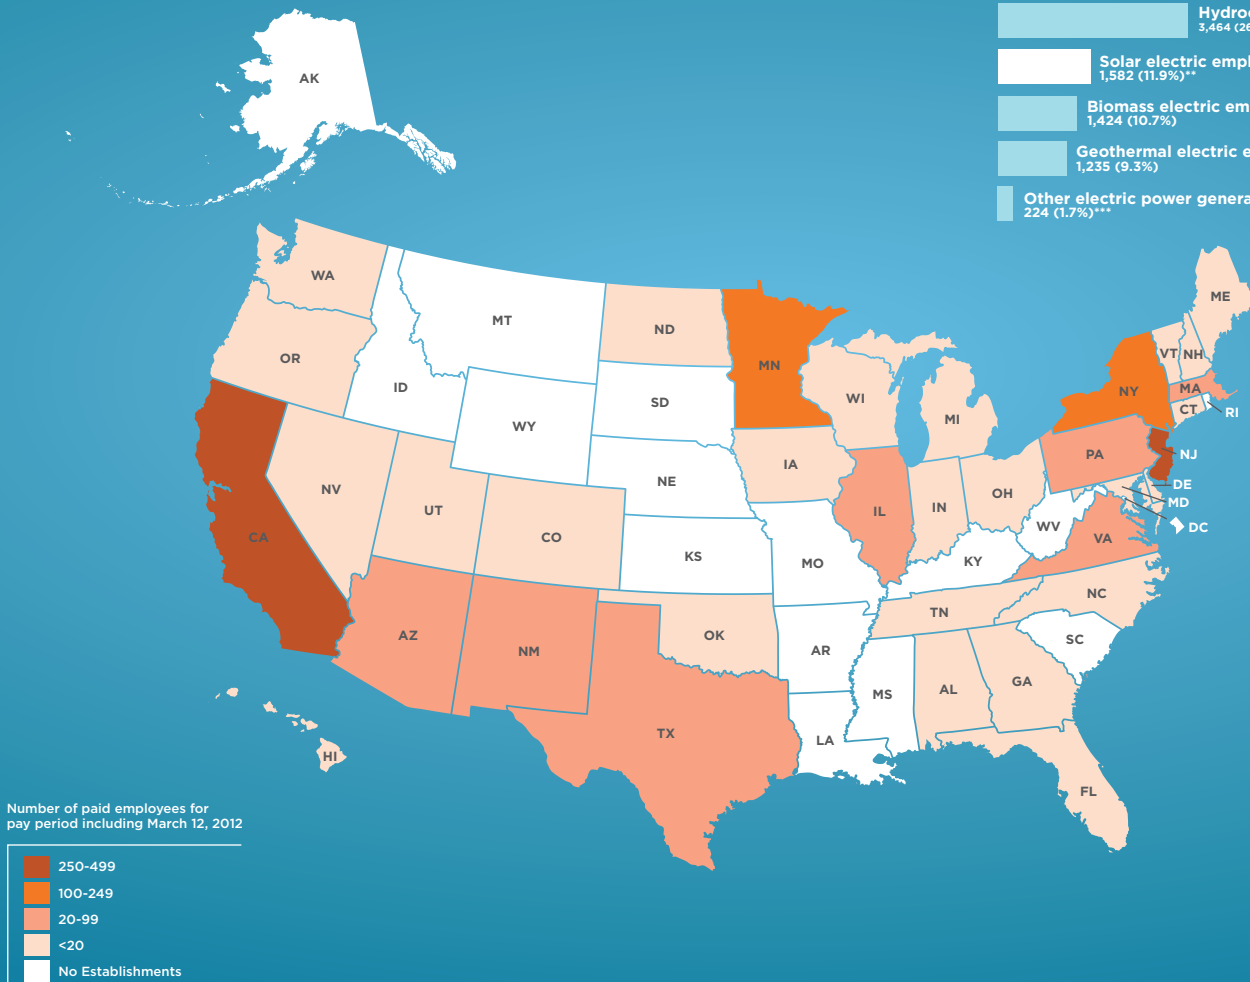 Hydro
3,464 (26
Solar electric empl
1,582 (11.9%)**
Biomass electric em
1,424 (10.7%)
Geothermal electric e
1,235 (9.3%)
Other electric power genera
224 (1.7%)***
AK
WA
MT
ND
MN
ME
VT
NH
OR
ID
SD
WI
MI
NY
MA
CT
RI
WY
IA
PA
NJ
NV
UT
NE
IL
IN
OH
DE
MD
CA
CO
KS
MO
WV
VA
DC
KY
AZ
NM
OK
AR
TN
NC
SC
MS
AL
GA
TX
LA
FL
HI
Number of paid employees for
pay period including March 12, 2012
250-499
100-249
20-99
<20
No Establishments